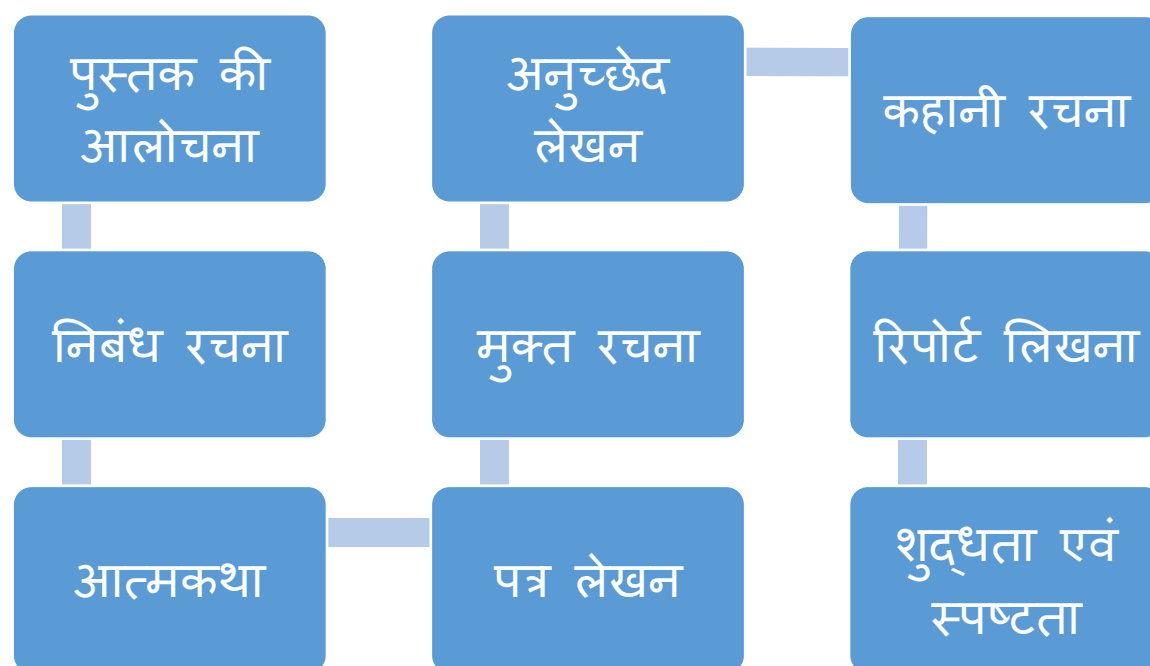 पुस्तक की
आलोचना
निबंध रचना
आत्मकथा
पत्र लेखन
मुक्त रचना
अनुच्छेद
लेखन
कहानी रचना
रिपोर्ट लिखना
शुद्धता एवं
स्पष्टता